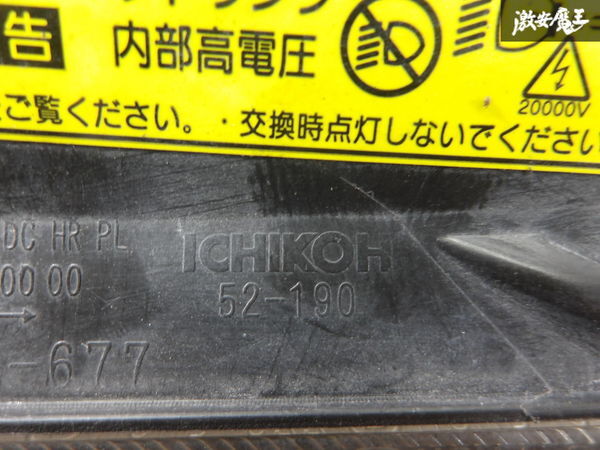 激安魔王
告
内部高電圧
20000V
ご覧ください。・交換時点灯しないでくださ
DC HR PL
00 00
ICHIKOH
52-190
-677